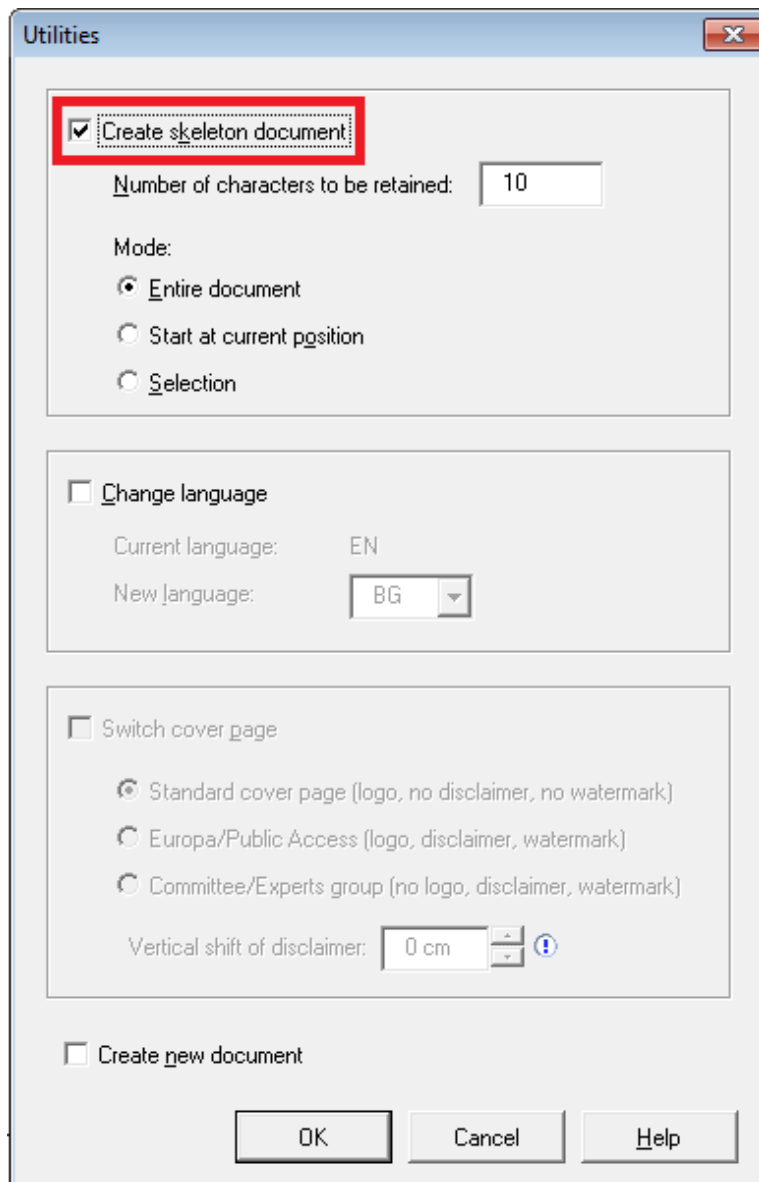 Utilities
Create skeleton document
Number of characters to be retained: 10
Mode:
Entire document
Start at current position
Selection
Change language
Current language: EN
New language: BG
Switch cover page
Standard cover page (logo, no disclaimer, no watermark)
Europa/Public Access (logo, disclaimer, watermark)
Committee/Experts group (no logo, disclaimer, watermark)
Vertical shift of disclaimer: 0 cm
Create new document
OK Cancel Help